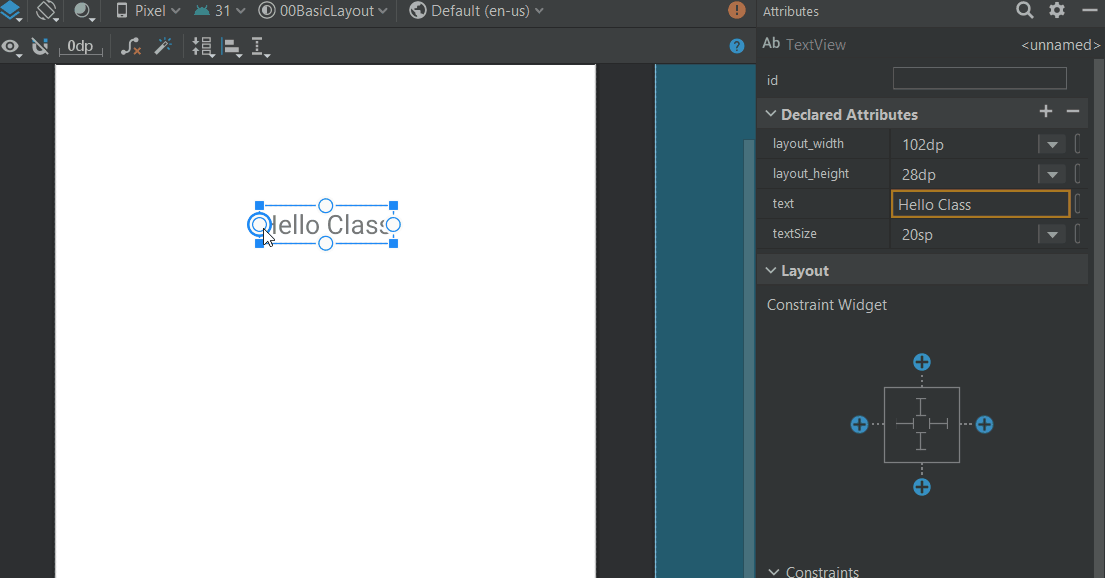 Pixel 31 00BasicLayout Default (en-us)
0dp
Hello Class
Attributes
Ab TextView <unnamed>
id
Declared Attributes
layout_width 102dp
layout_height 28dp
text Hello Class
textSize 20sp
Layout
Constraint Widget
Constraints